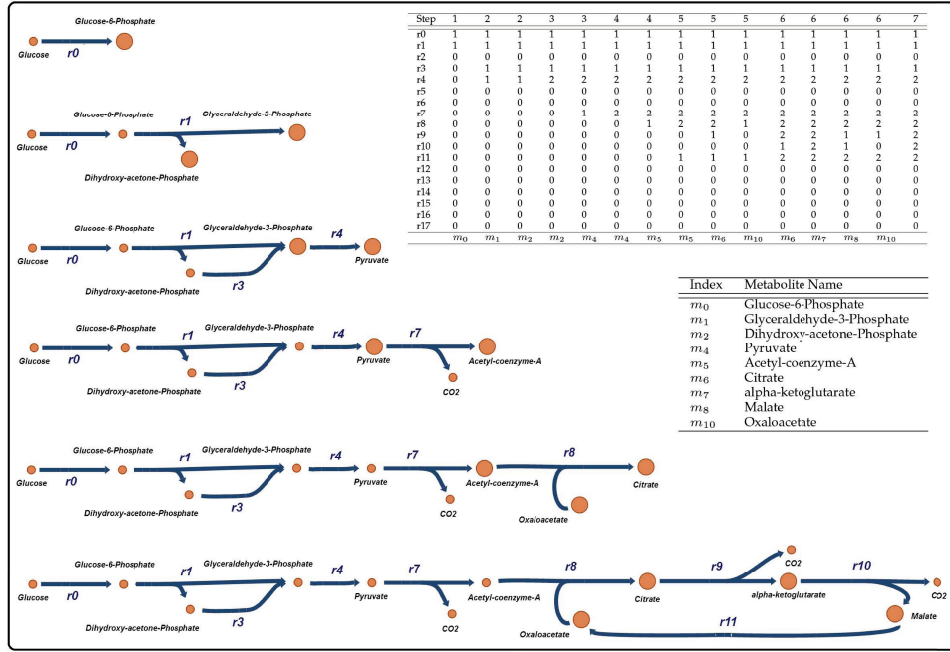 Glucose-6-Phosphate
Glucose
r0
Step 1 2 2 3 3 4 4 5 5 5 6 6 6 6 7
r0 1 1 1 1 1 1 1 1 1 1 1 1 1 1 1
r1 1 1 1 1 1 1 1 1 1 1 1 1 1 1 1
r2 0 0 0 0 0 0 0 0 0 0 0 0 0 0 0
r3 0 1 1 1 1 1 1 1 1 1 1 1 1 1 1
r4 0 1 1 2 2 2 2 2 2 2 2 2 2 2 2
r5 0 0 0 0 0 0 0 0 0 0 0 0 0 0 0
r6 0 0 0 0 0 0 0 0 0 0 0 0 0 0 0
r7 0 0 0 0 1 2 2 2 2 2 2 2 2 2 2
r8 0 0 0 0 0 0 1 2 2 1 2 2 2 2 2
r9 0 0 0 0 0 0 0 0 1 0 2 2 1 1 2
r10 0 0 0 0 0 0 0 0 0 0 1 2 1 0 2
r11 0 0 0 0 0 0 0 1 1 1 2 2 2 2 2
r12 0 0 0 0 0 0 0 0 0 0 0 0 0 0 0
r13 0 0 0 0 0 0 0 0 0 0 0 0 0 0 0
r14 0 0 0 0 0 0 0 0 0 0 0 0 0 0 0
r15 0 0 0 0 0 0 0 0 0 0 0 0 0 0 0
r16 0 0 0 0 0 0 0 0 0 0 0 0 0 0 0
r17 0 0 0 0 0 0 0 0 0 0 0 0 0 0 0
m0 m1 m2 m2 m4 m4 m5 m5 m6 m10 m6 m7 m8 m10
Glucose-6-Phosphate r1 Glyceraldehyde-3-Phosphate
Glucose
r0
Dihydroxy-acetone-Phosphate
Glucose-6-Phosphate r1 Glyceraldehyde-3-Phosphate r4
Glucose r0 Pyruvate
Dihydroxy-acetone-Phosphate r3
Index Metabolite Name
m0 Glucose-6-Phosphate
m1 Glyceraldehyde-3-Phosphate
m2 Dihydroxy-acetone-Phosphate
m4 Pyruvate
m5 Acetyl-coenzyme-A
m6 Citrate
m7 alpha-ketoglutarate
m8 Malate
m10 Oxaloacetate
Glucose-6-Phosphate r1 Glyceraldehyde-3-Phosphate r4 r7
Glucose r0 Pyruvate Acetyl-coenzyme-A
Dihydroxy-acetone-Phosphate r3 CO2
Glucose-6-Phosphate r1 Glyceraldehyde-3-Phosphate r4 r7 r8
Glucose r0 Pyruvate Acetyl-coenzyme-A Citrate
Dihydroxy-acetone-Phosphate r3 CO2 Oxaloacetate
CO2
Glucose-6-Phosphate r1 Glyceraldehyde-3-Phosphate r4 r7 r8 r9 r10
Glucose r0 Pyruvate Acetyl-coenzyme-A Citrate alpha-ketoglutarate CO2
Dihydroxy-acetone-Phosphate r3 CO2 Oxaloacetate r11 Malate